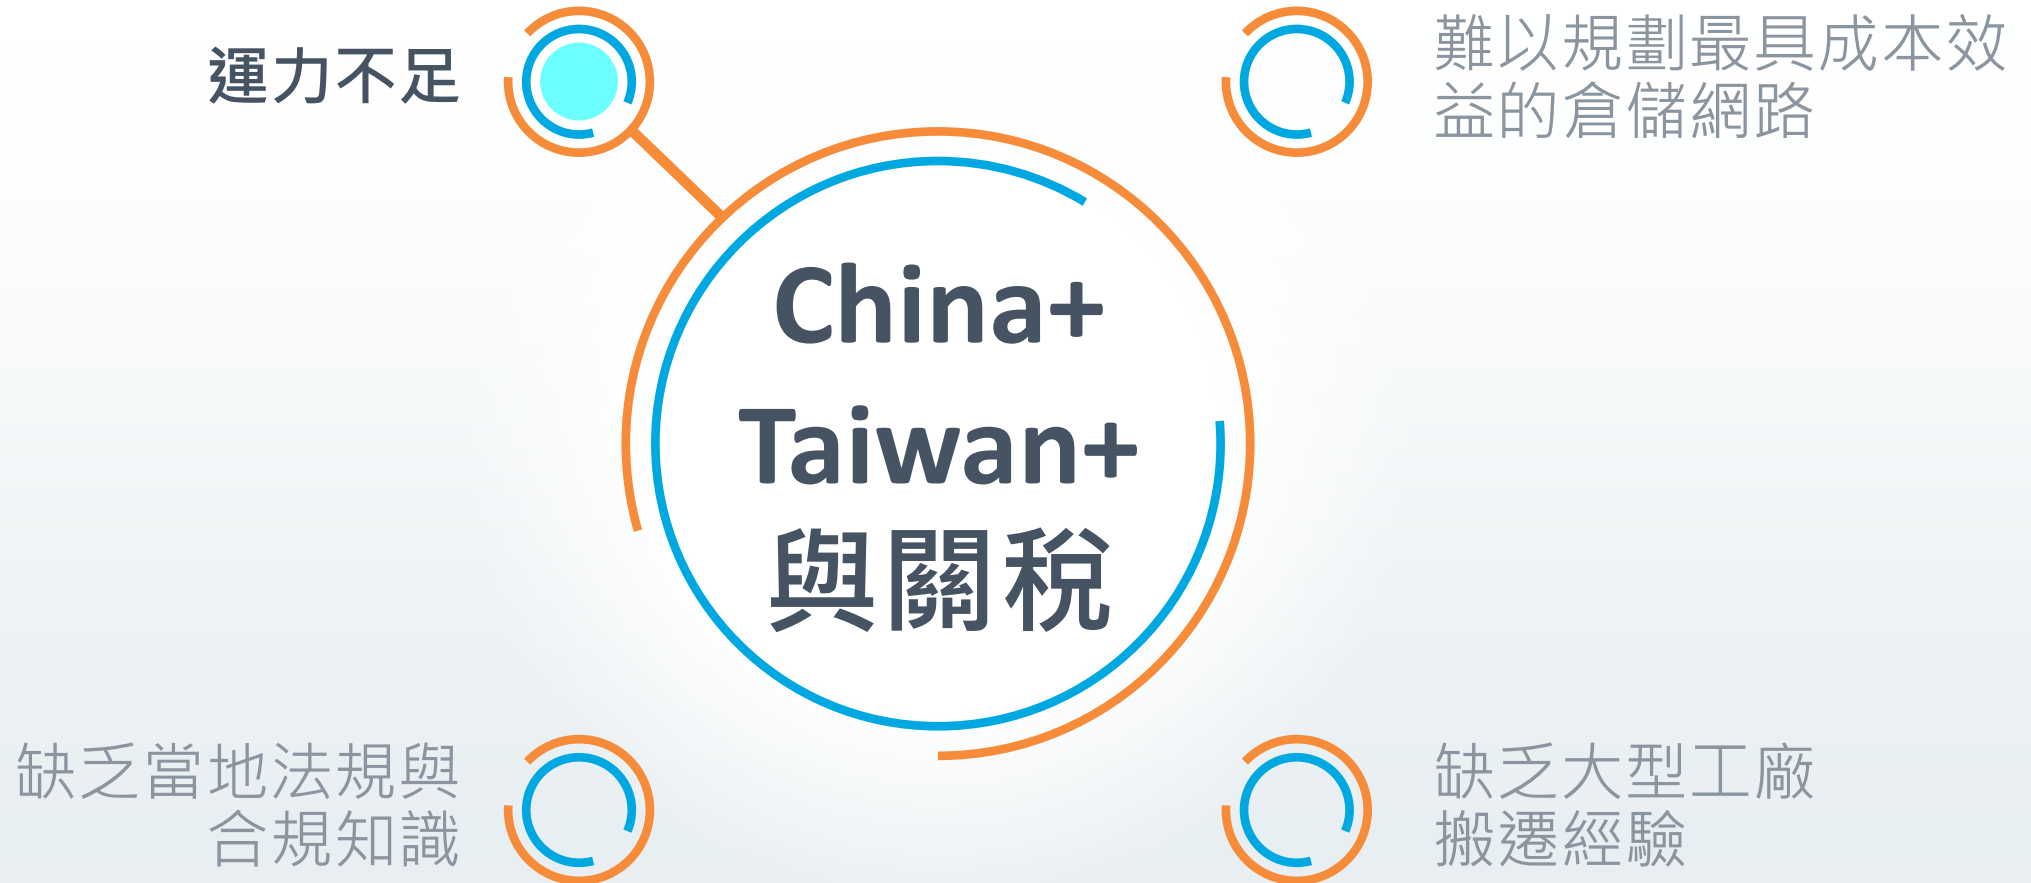 運力不足
難以規劃最具成本效
益的倉儲網路
China+
Taiwan+
與關稅
缺乏當地法規與
合規知識
缺乏大型工廠
搬遷經驗